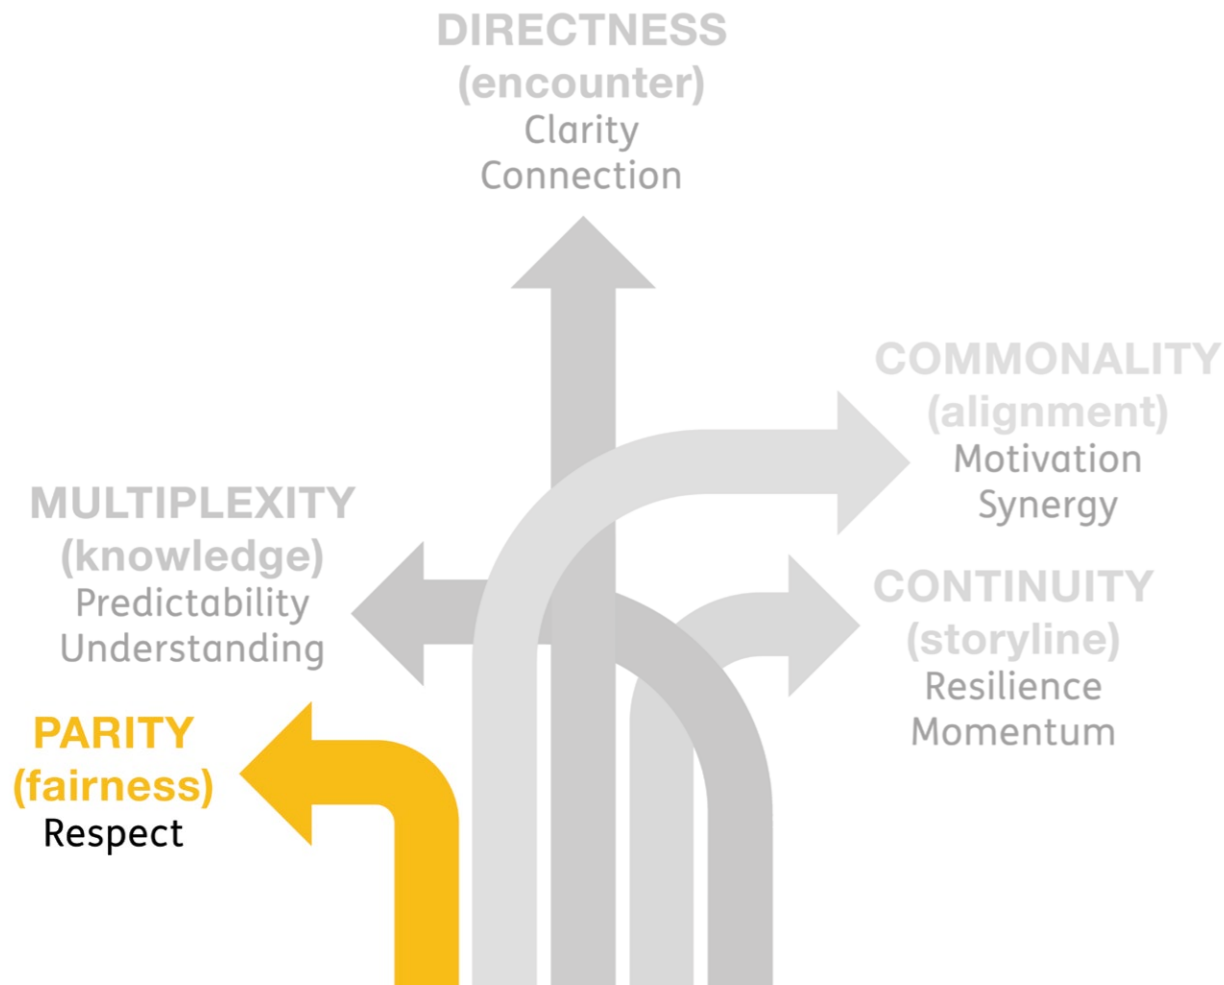 DIRECTNESS
(encounter)
Clarity
Connection
COMMONALITY
(alignment)
Motivation
Synergy
MULTIPLEXITY
(knowledge)
Predictability
Understanding
CONTINUITY
(storyline)
Resilience
Momentum
PARITY
(fairness)
Respect